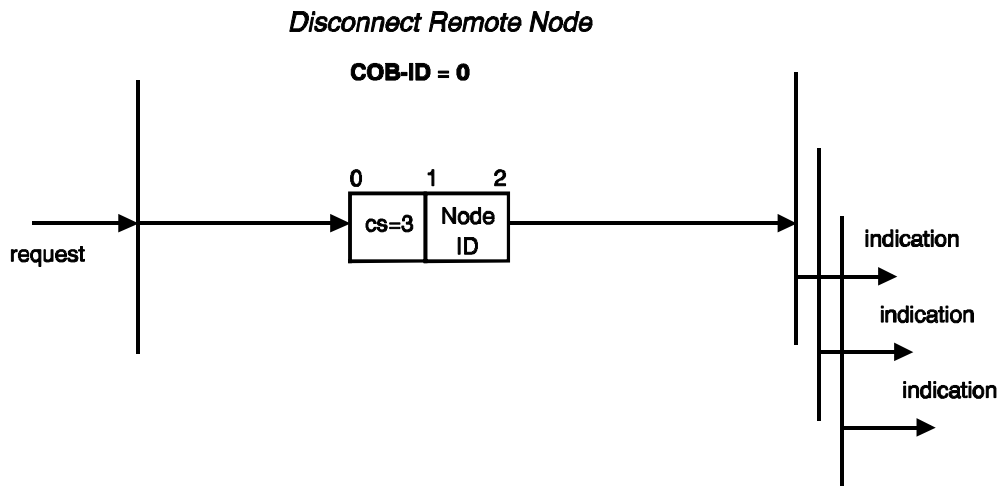 Disconnect Remote Node
COB-ID = 0
0 1 2
cs=3 Node
ID
request
indication
indication
indication